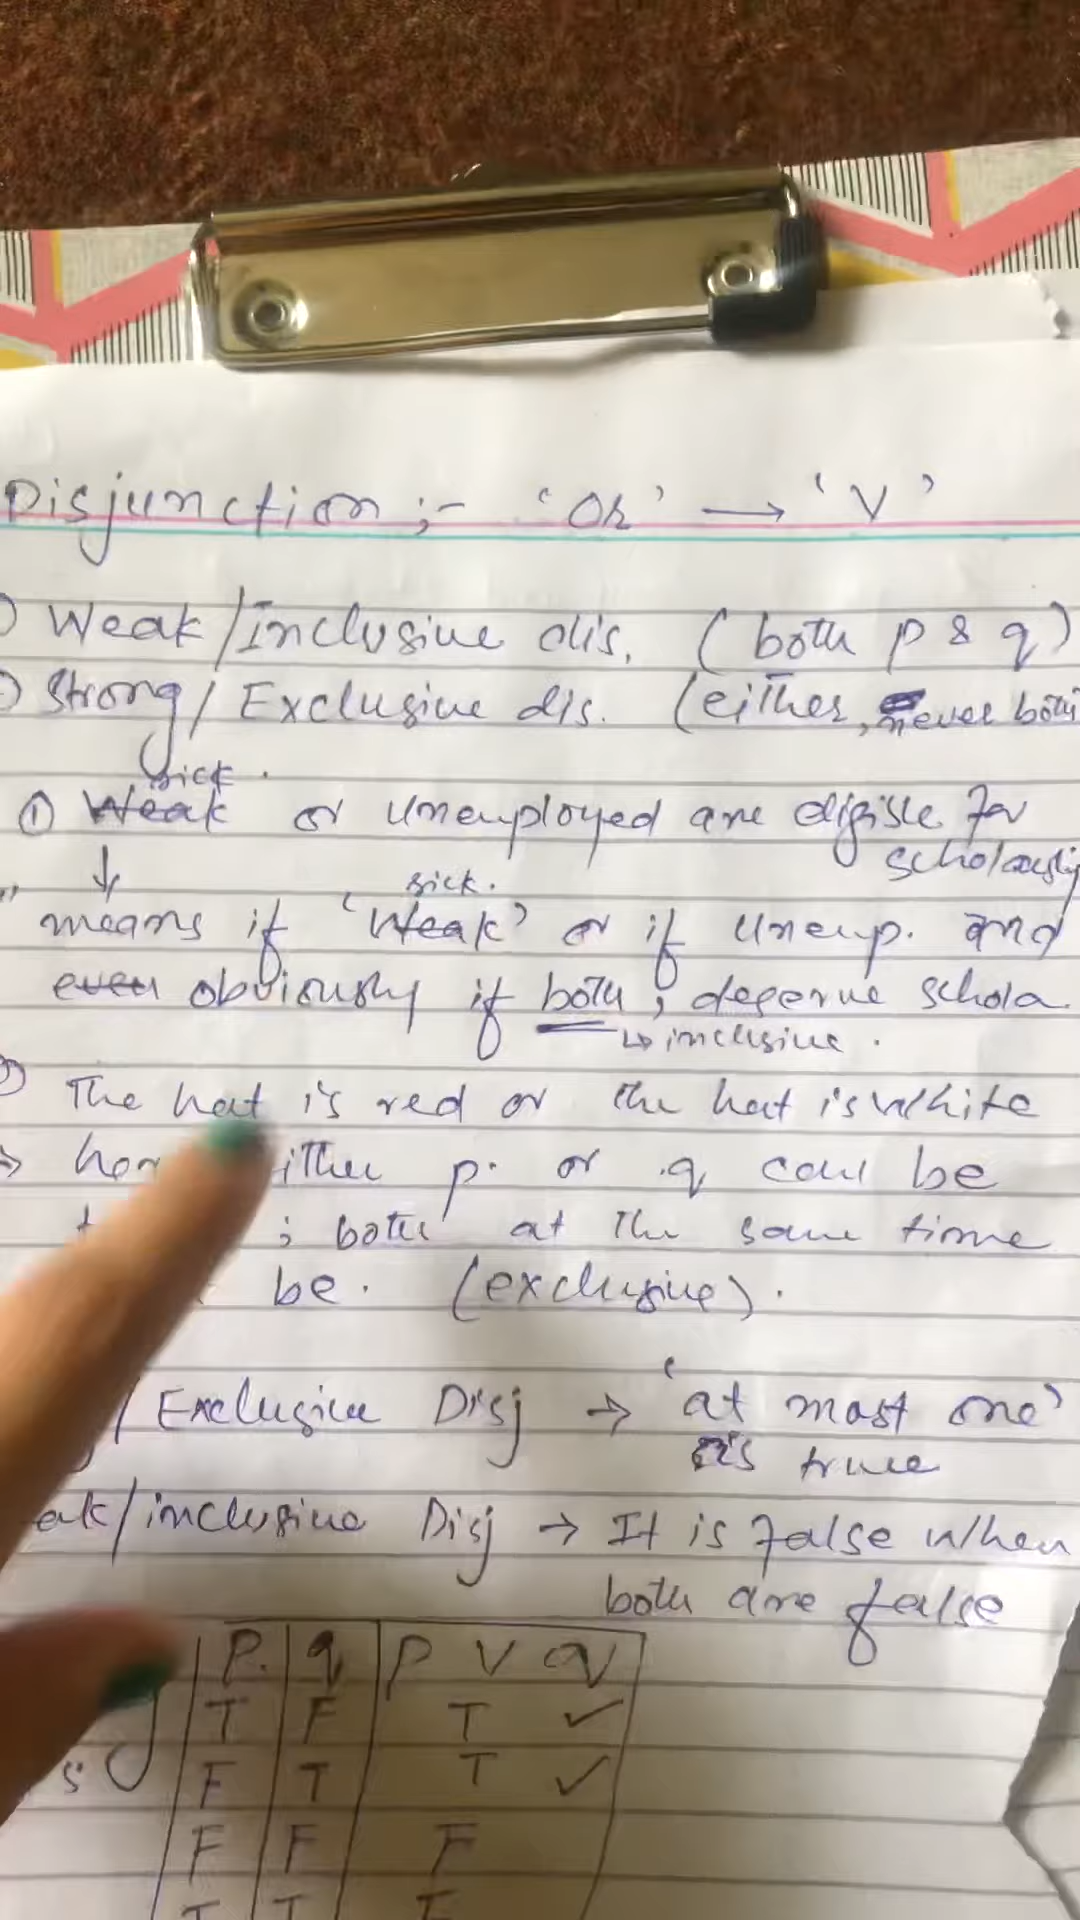 Disjunction :- 'Or' → 'V'
Weak/Inclusive dis. (both p & q)
Strong/ Exclusive dis. (either, never both
sick.
① Weak or Unemployed are eligisle for
scholarship
↓ sick.
means if 'Weak' or if Unemp. and
even obviously if both, deserve schola.
↳ inclusive.
The hat is red or the hat is white
p. or q could be
; both at the same time
be. (exclusive).
/ Exclusive Disj → 'at most one'
is true
/inclusive Disj → It is false when
both are false
P. q P V q
T F T ✓
F T T ✓
F F F
T T